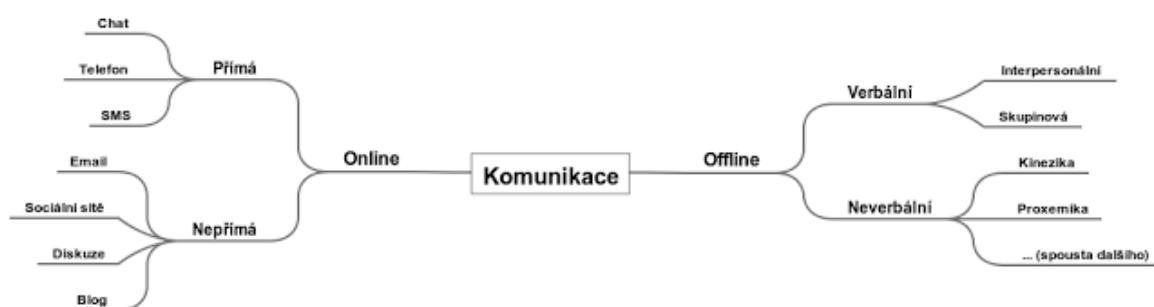 Chat
Telefon
SMS
Přímá
Email
Sociální sítě
Diskuze
Blog
Nepřímá
Online
Komunikace
Offline
Verbální
Interpersonální
Skupinová
Neverbální
Kinezika
Proxemika
... (spousta dalšího)